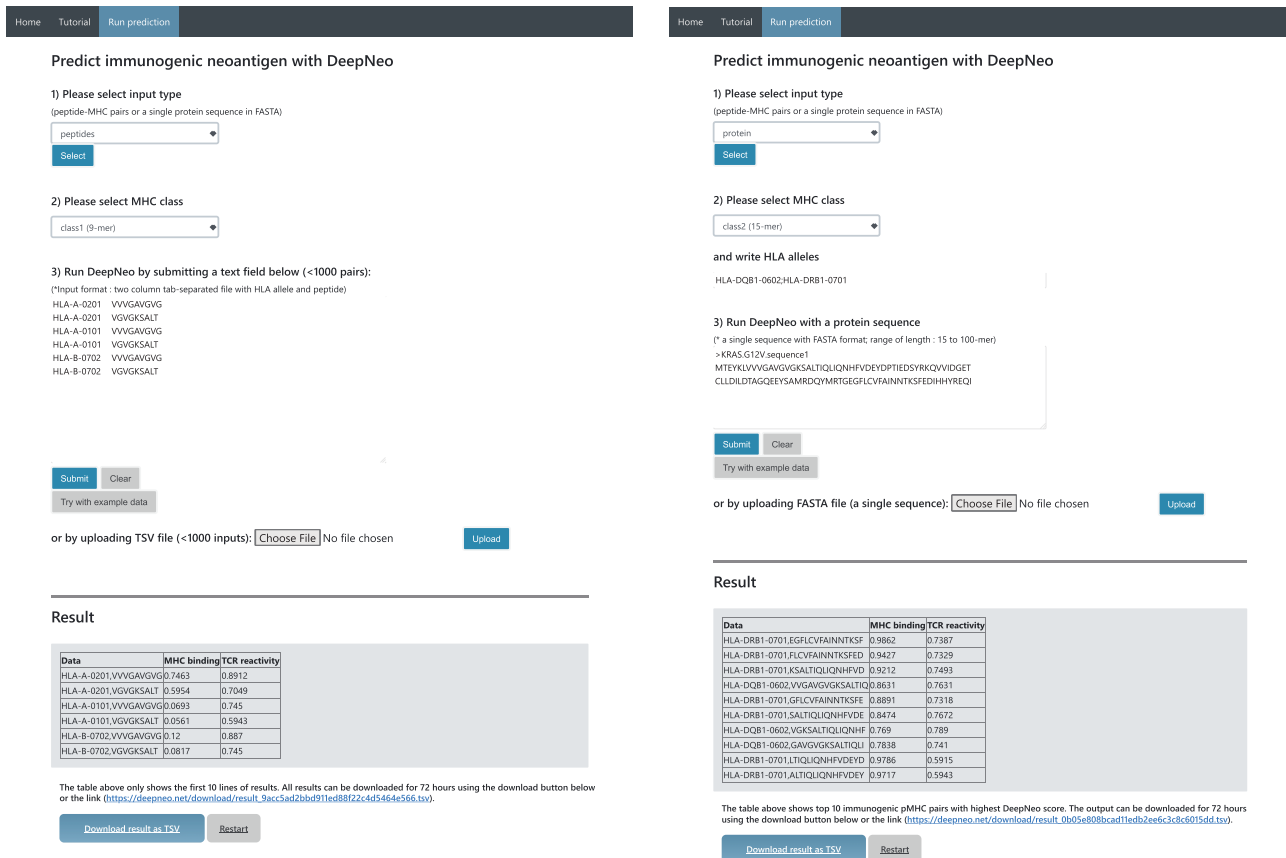 Home Tutorial Run prediction
Predict immunogenic neoantigen with DeepNeo
1) Please select input type
(peptide-MHC pairs or a single protein sequence in FASTA)
peptides
Select
2) Please select MHC class
class1 (9-mer)
3) Run DeepNeo by submitting a text field below (<1000 pairs):
(*Input format : two column tab-separated file with HLA allele and peptide)
HLA-A-0201 VVVGAVGVG
HLA-A-0201 VGVGKSALT
HLA-A-0101 VVVGAVGVG
HLA-A-0101 VGVGKSALT
HLA-B-0702 VVVGAVGVG
HLA-B-0702 VGVGKSALT
Submit Clear
Try with example data
or by uploading TSV file (<1000 inputs): Choose File No file chosen Upload
Result
Data MHC binding TCR reactivity
HLA-A-0201,VVVGAVGVG 0.7463 0.8912
HLA-A-0201,VGVGKSALT 0.5954 0.7049
HLA-A-0101,VVVGAVGVG 0.0693 0.745
HLA-A-0101,VGVGKSALT 0.0561 0.5943
HLA-B-0702,VVVGAVGVG 0.12 0.887
HLA-B-0702,VGVGKSALT 0.0817 0.745
The table above only shows the first 10 lines of results. All results can be downloaded for 72 hours using the download button below
or the link (https://deepneo.net/download/result_9acc5ad2bbd911ed88f22c4d5464e566.tsv).
Download result as TSV Restart
Home Tutorial Run prediction
Predict immunogenic neoantigen with DeepNeo
1) Please select input type
(peptide-MHC pairs or a single protein sequence in FASTA)
protein
Select
2) Please select MHC class
class2 (15-mer)
and write HLA alleles
HLA-DQB1-0602;HLA-DRB1-0701
3) Run DeepNeo with a protein sequence
(* a single sequence with FASTA format; range of length : 15 to 100-mer)
>KRAS.G12V.sequence1
MTEYKLVVVGAVGVGKSALTIQLIQNHFVDEYDPTIEDSYRKQVVIDGET
CLLDILDTAGQEEYSAMRDQYMRTGEGFLCVFAINNTKSFEDIHHYREQI
Submit Clear
Try with example data
or by uploading FASTA file (a single sequence): Choose File No file chosen Upload
Result
Data MHC binding TCR reactivity
HLA-DRB1-0701,EGFLCVFAINNTKSF 0.9862 0.7387
HLA-DRB1-0701,FLCVFAINNTKSFED 0.9427 0.7329
HLA-DRB1-0701,KSALTIQLIQNHFVD 0.9212 0.7493
HLA-DQB1-0602,VVGAVGVGKSALTIQ 0.8631 0.7631
HLA-DRB1-0701,GFLCVFAINNTKSFE 0.8891 0.7318
HLA-DRB1-0701,SALTIQLIQNHFVDE 0.8474 0.7672
HLA-DQB1-0602,VGKSALTIQLIQNHF 0.769 0.789
HLA-DQB1-0602,GAVGVGKSALTIQLI 0.7838 0.741
HLA-DRB1-0701,LTIQLIQNHFVDEYD 0.9786 0.5915
HLA-DRB1-0701,ALTIQLIQNHFVDEY 0.9717 0.5943
The table above shows top 10 immunogenic pMHC pairs with highest DeepNeo score. The output can be downloaded for 72 hours
using the download button below or the link (https://deepneo.net/download/result_0b05e808bcad11edb2ee6c3c8c6015dd.tsv).
Download result as TSV Restart